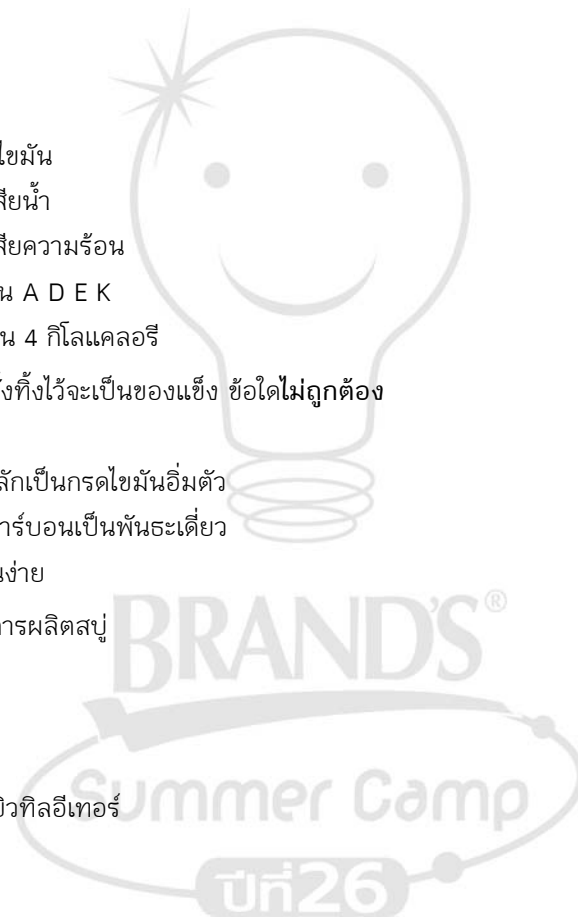 ไขมัน
สียน้ำ
สียความร้อน
น A D E K
น 4 กิโลแคลอรี
ั้งทิ้งไว้จะเป็นของแข็ง ข้อใดไม่ถูกต้อง
ลักเป็นกรดไขมันอิ่มตัว
าร์บอนเป็นพันธะเดี่ยว
นง่าย
การผลิตสบู่
BRAND'S®
Summer Camp
บิวทิลอีเทอร์
ปีที่26